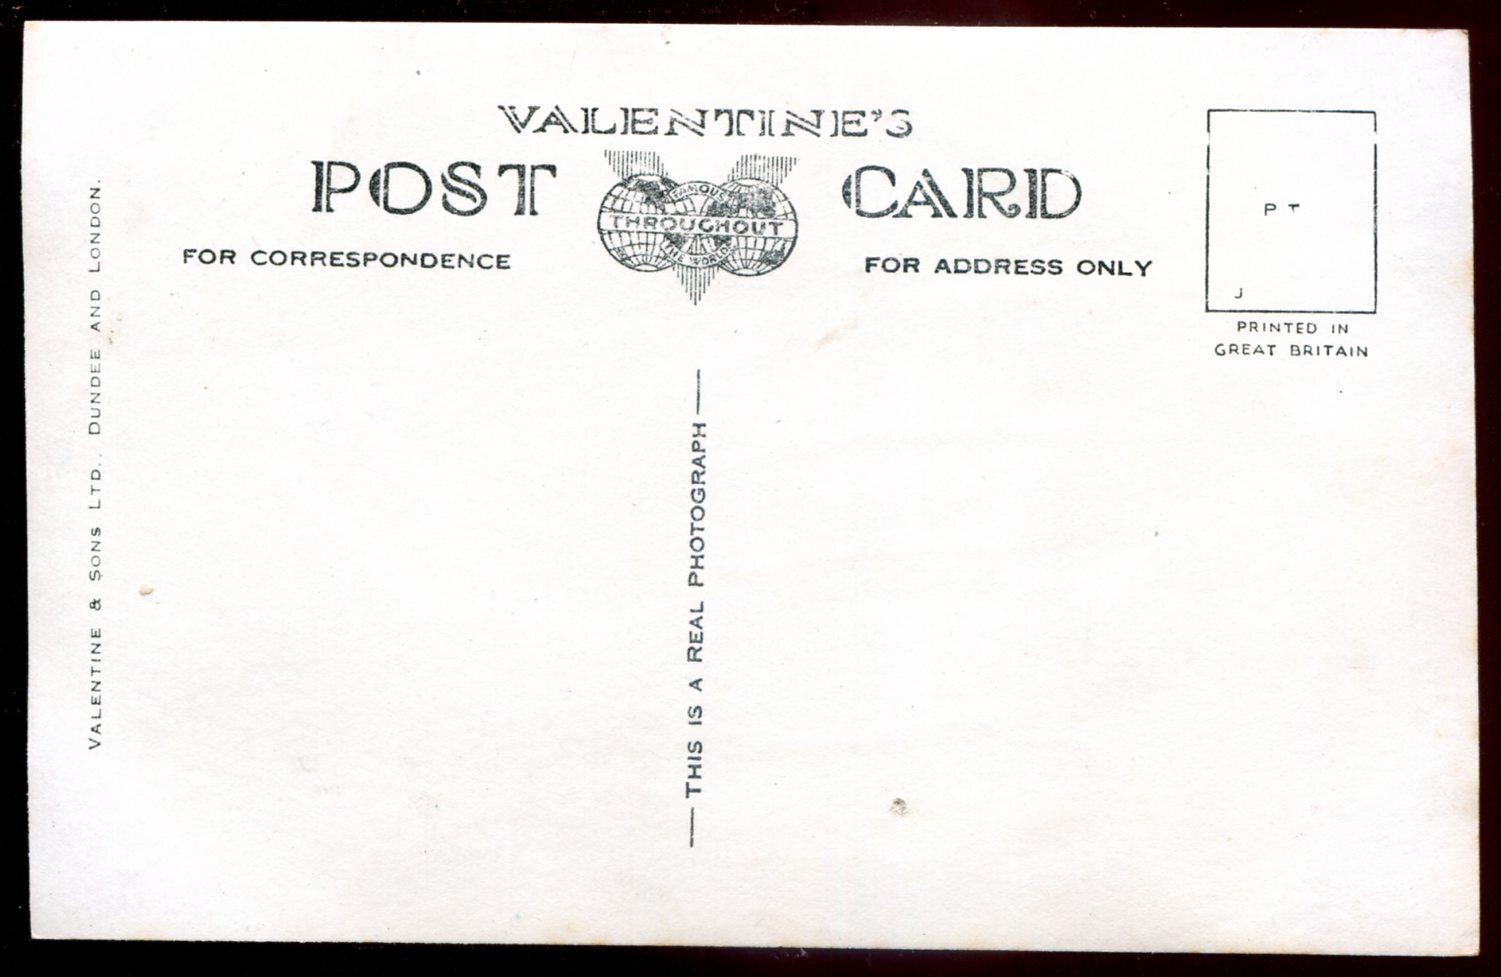 VALENTINE'S
POST CARD
FAMOUS
THROUGHOUT
THE WORLD
FOR CORRESPONDENCE
FOR ADDRESS ONLY
P T
J
PRINTED IN
GREAT BRITAIN
VALENTINE & SONS LTD., DUNDEE AND LONDON.
THIS IS A REAL PHOTOGRAPH